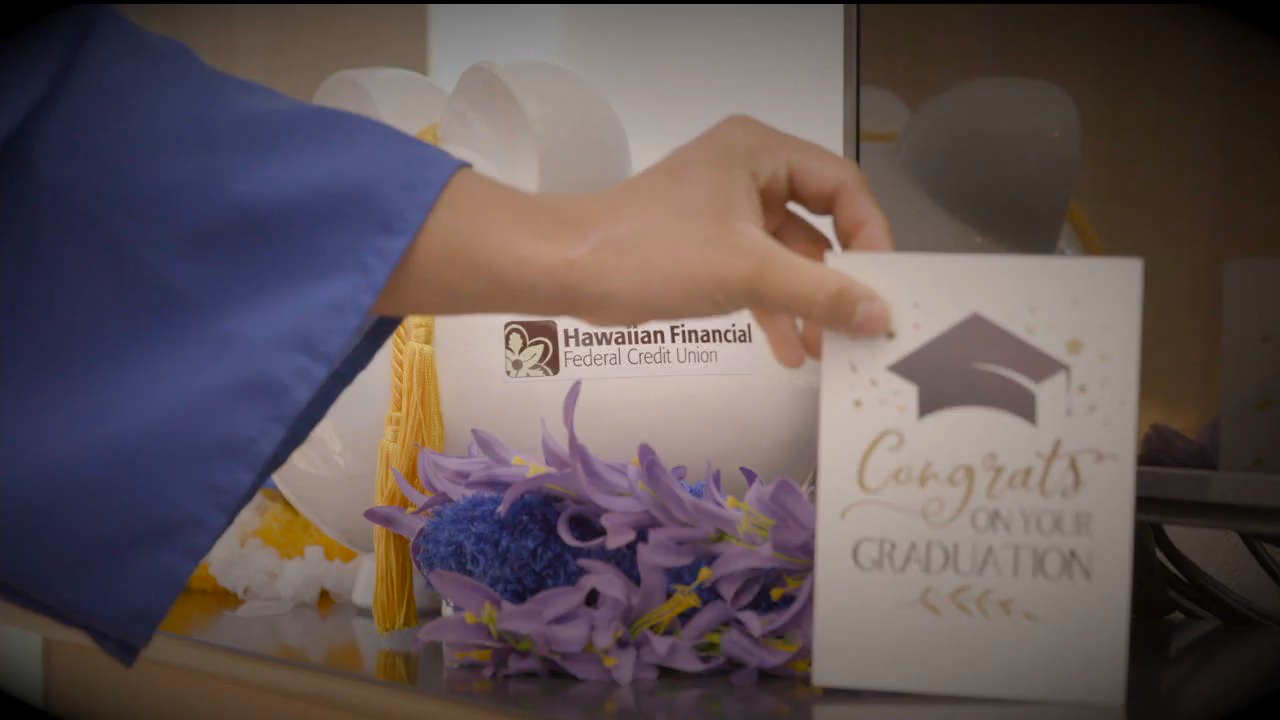 Hawaiian Financial
Federal Credit Union
Congrats
ON YOUR
GRADUATION